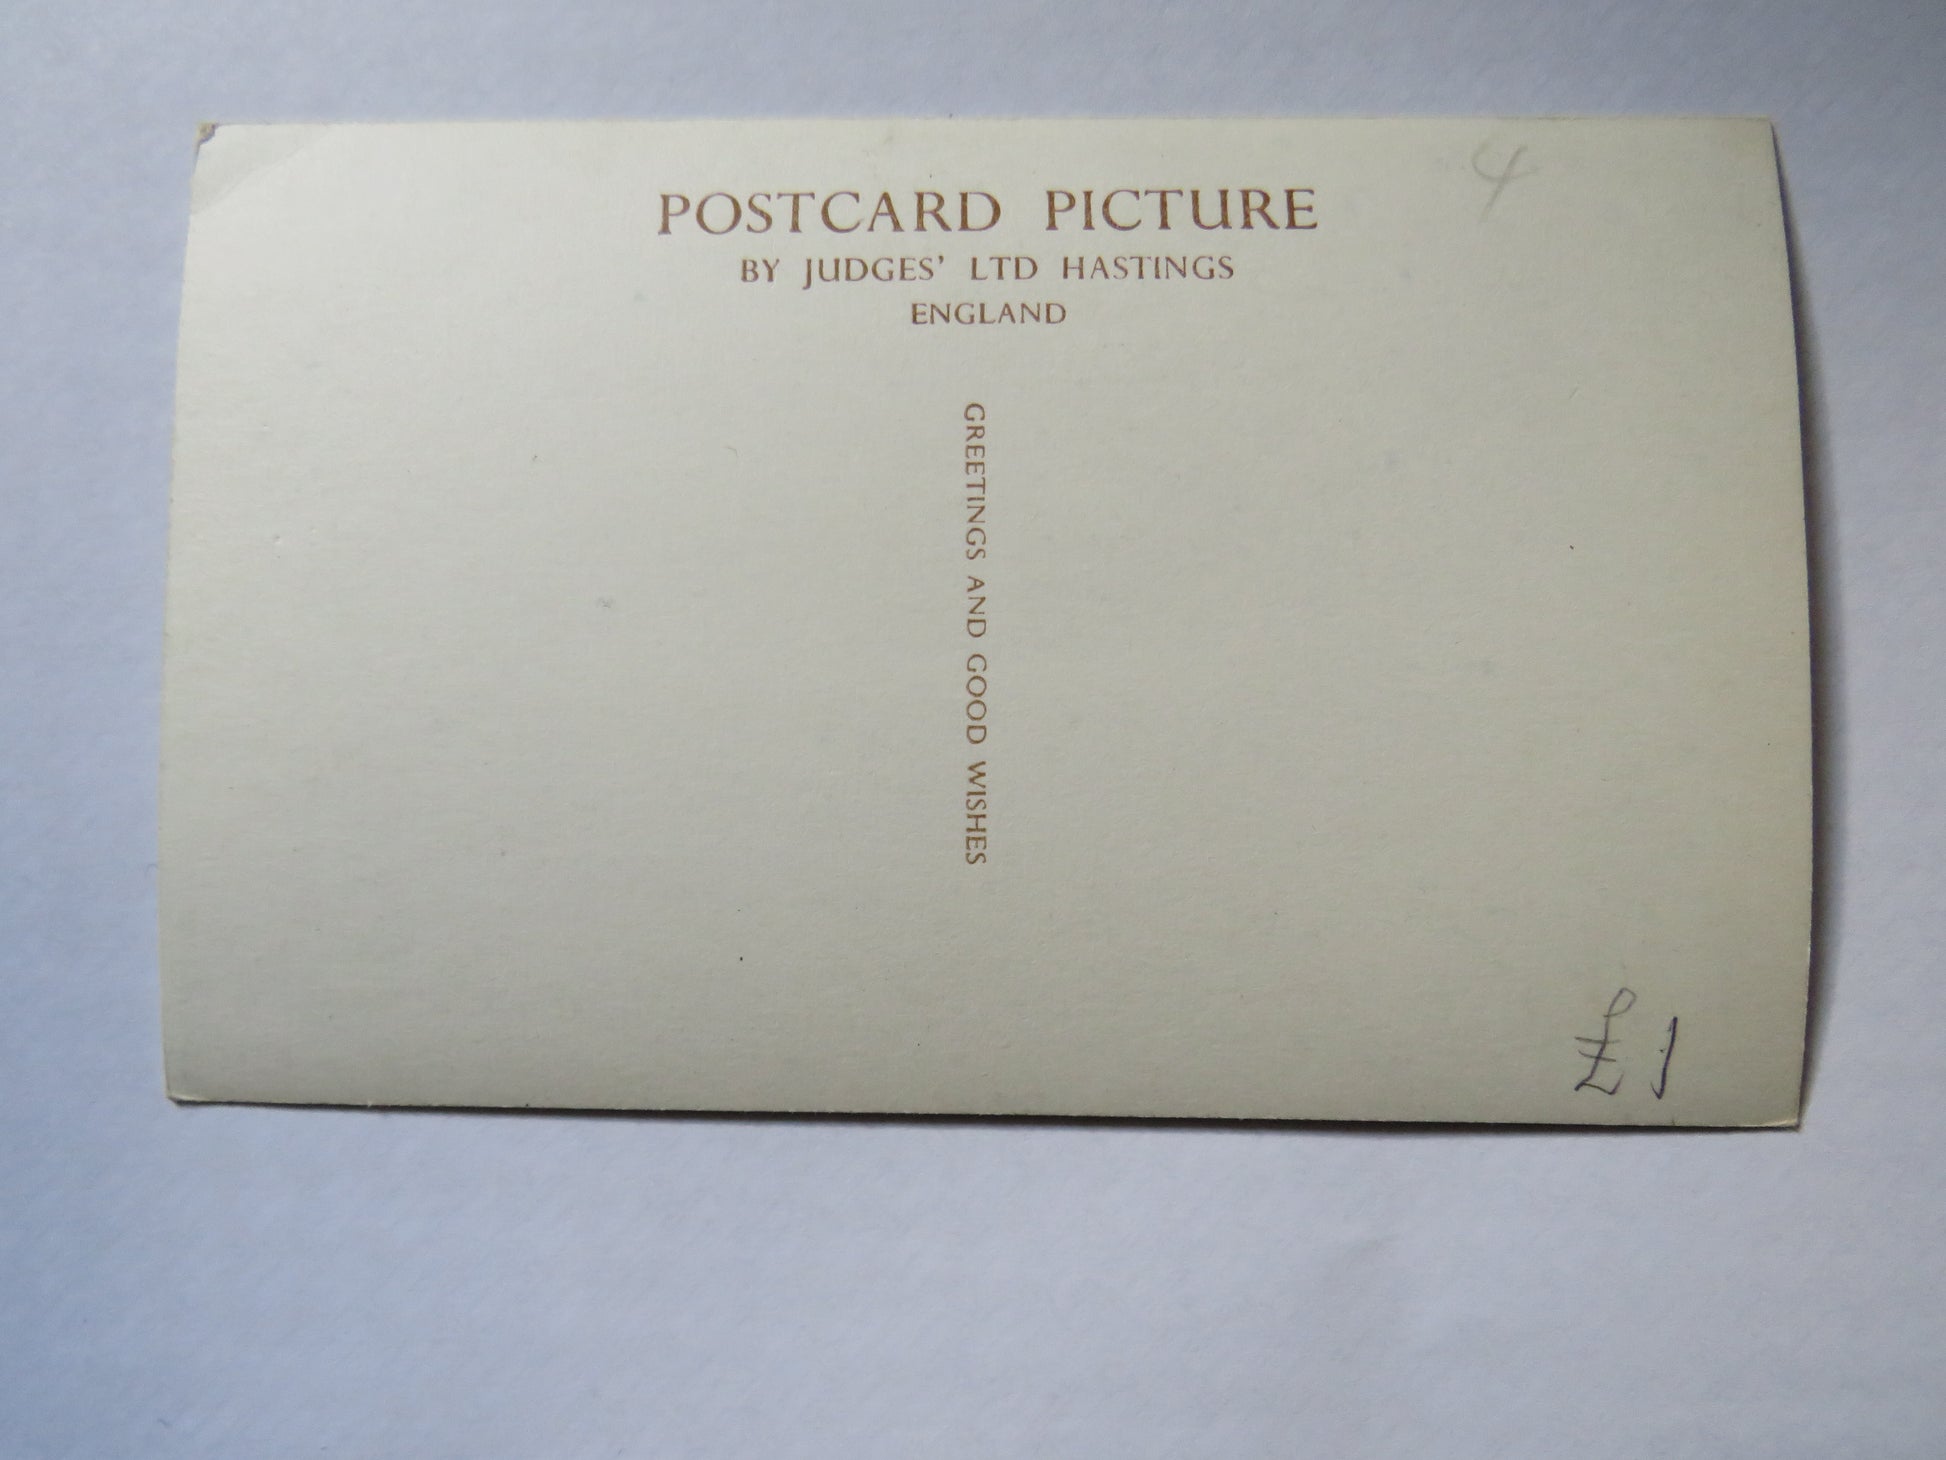 4
POSTCARD PICTURE
BY JUDGES' LTD HASTINGS
ENGLAND
GREETINGS AND GOOD WISHES
£1